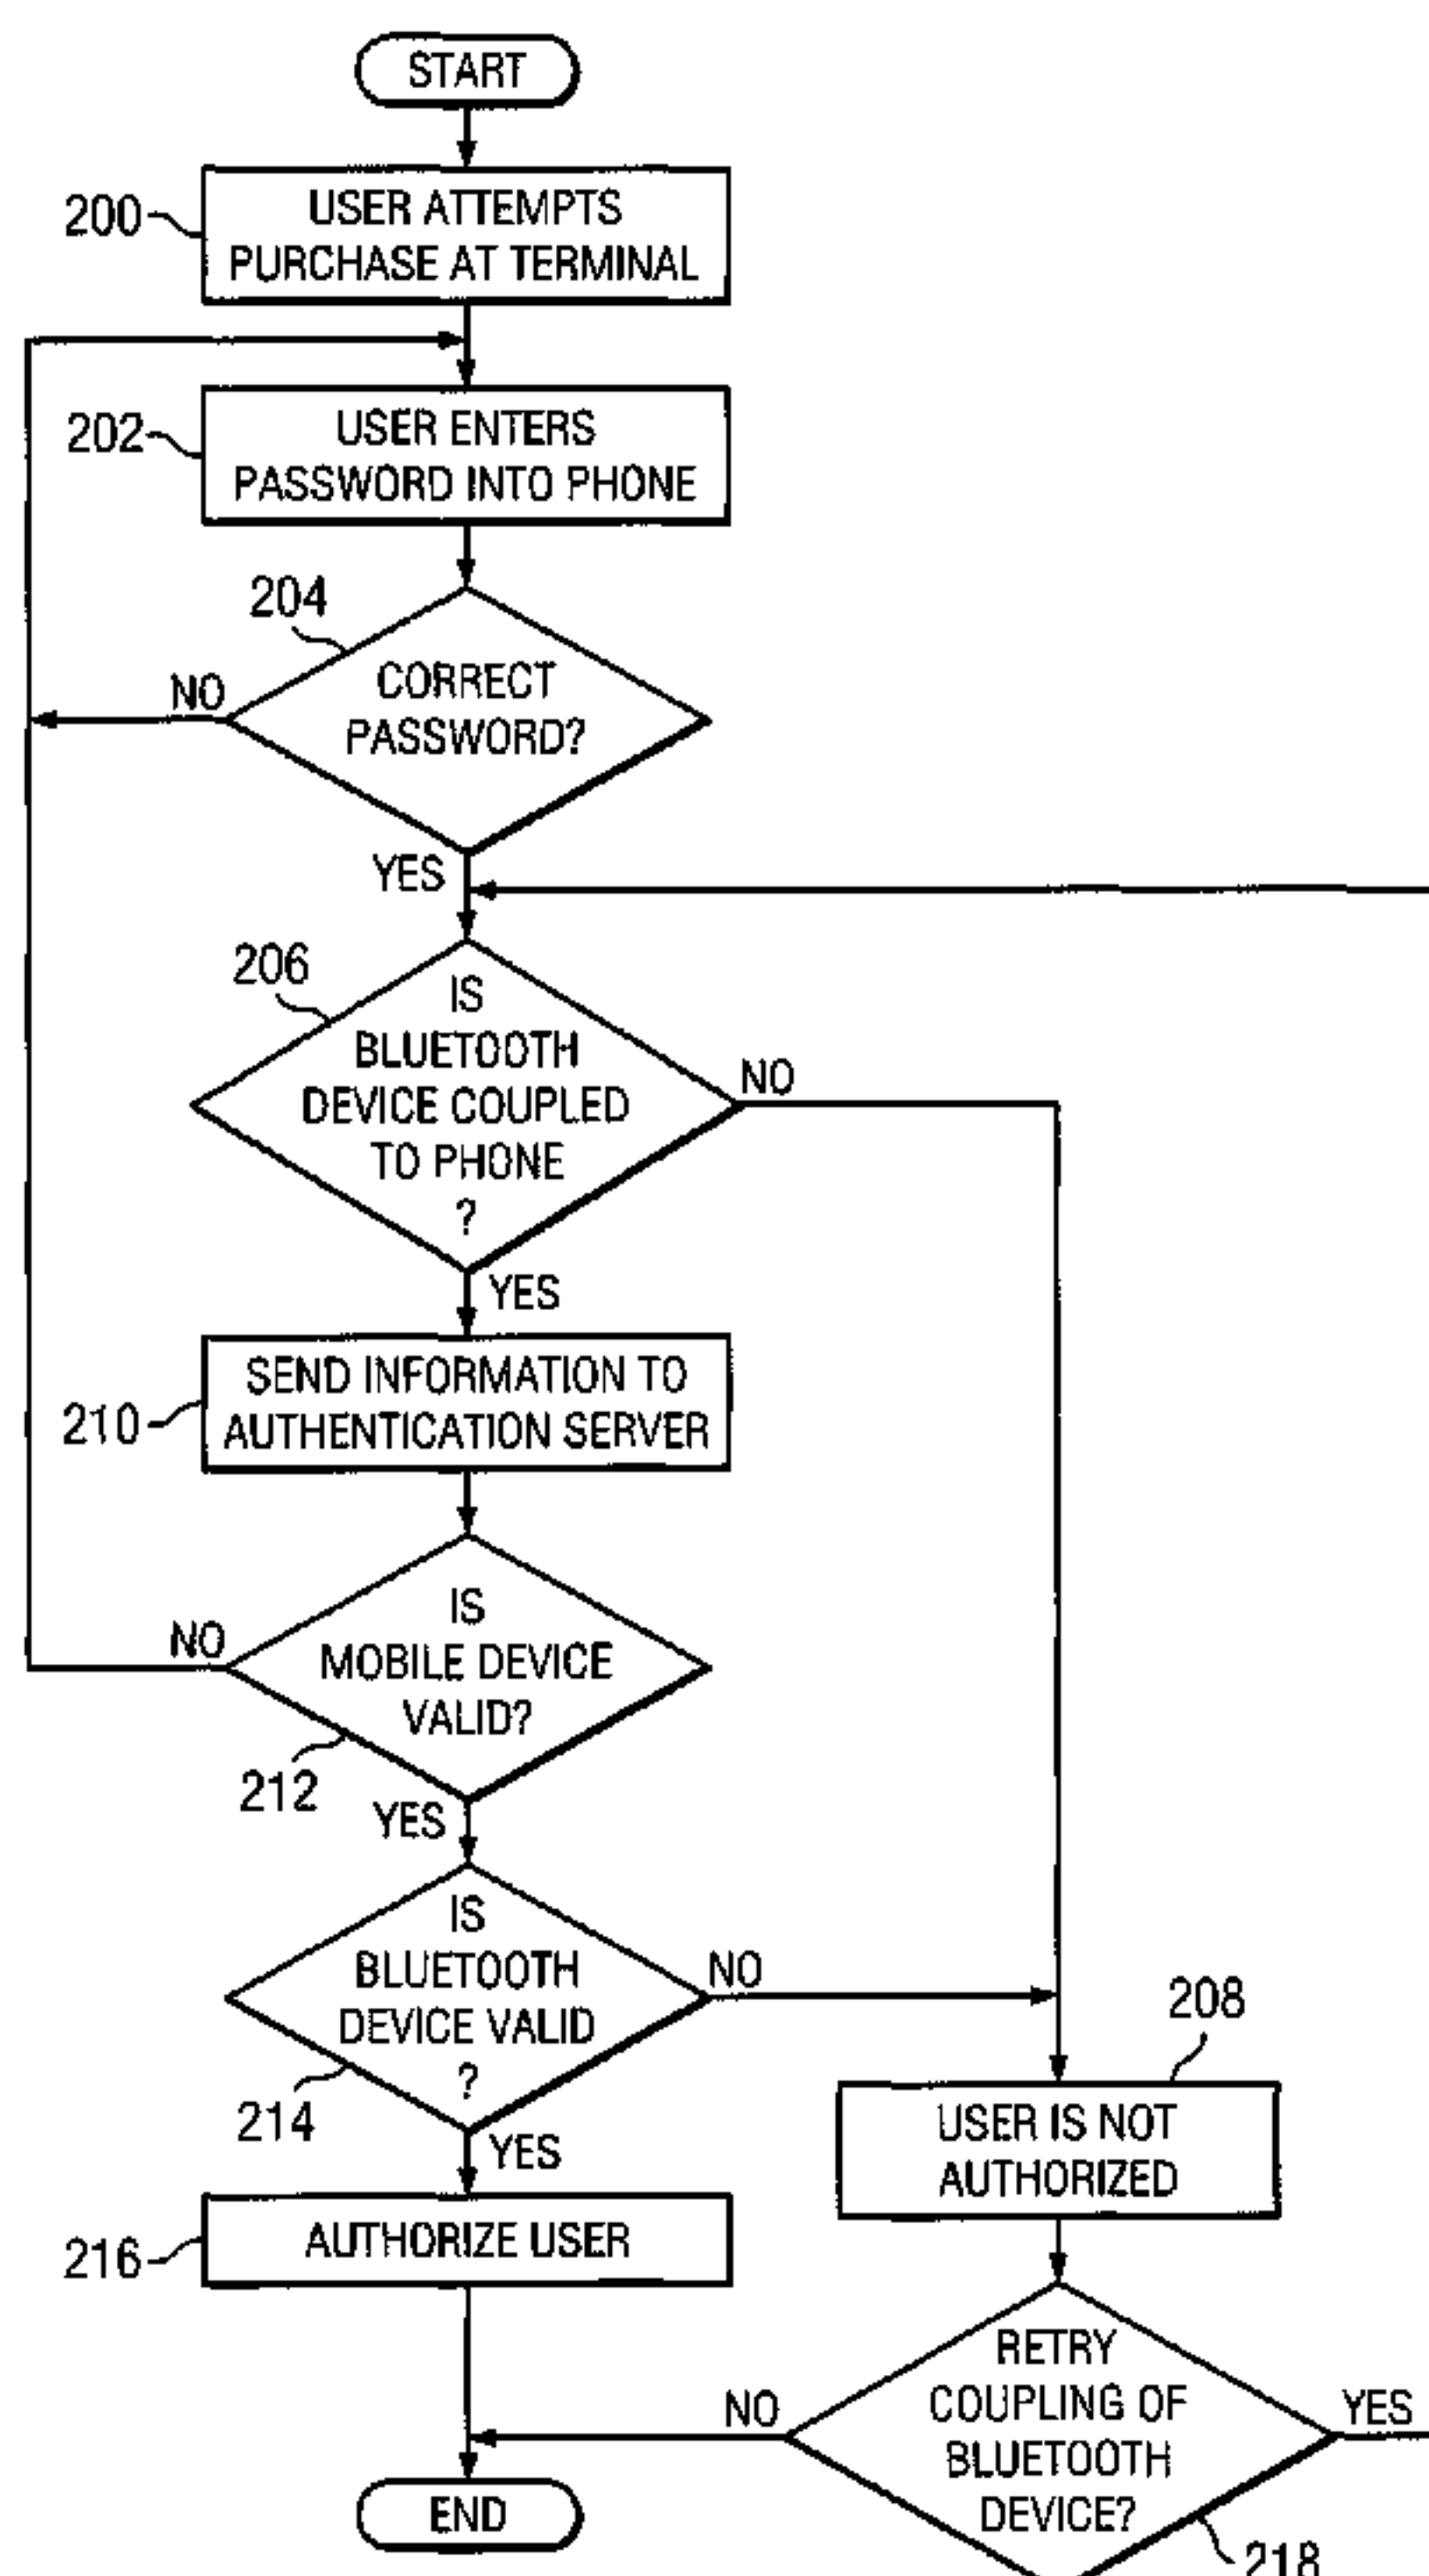 START
200
USER ATTEMPTS
PURCHASE AT TERMINAL
202
USER ENTERS
PASSWORD INTO PHONE
204
CORRECT
PASSWORD?
NO
YES
206
IS
BLUETOOTH
DEVICE COUPLED
TO PHONE
?
NO
YES
210
SEND INFORMATION TO
AUTHENTICATION SERVER
IS
MOBILE DEVICE
VALID?
NO
212
YES
IS
BLUETOOTH
DEVICE VALID
?
NO
214
YES
208
USER IS NOT
AUTHORIZED
216
AUTHORIZE USER
RETRY
COUPLING OF
BLUETOOTH
DEVICE?
NO
YES
218
END